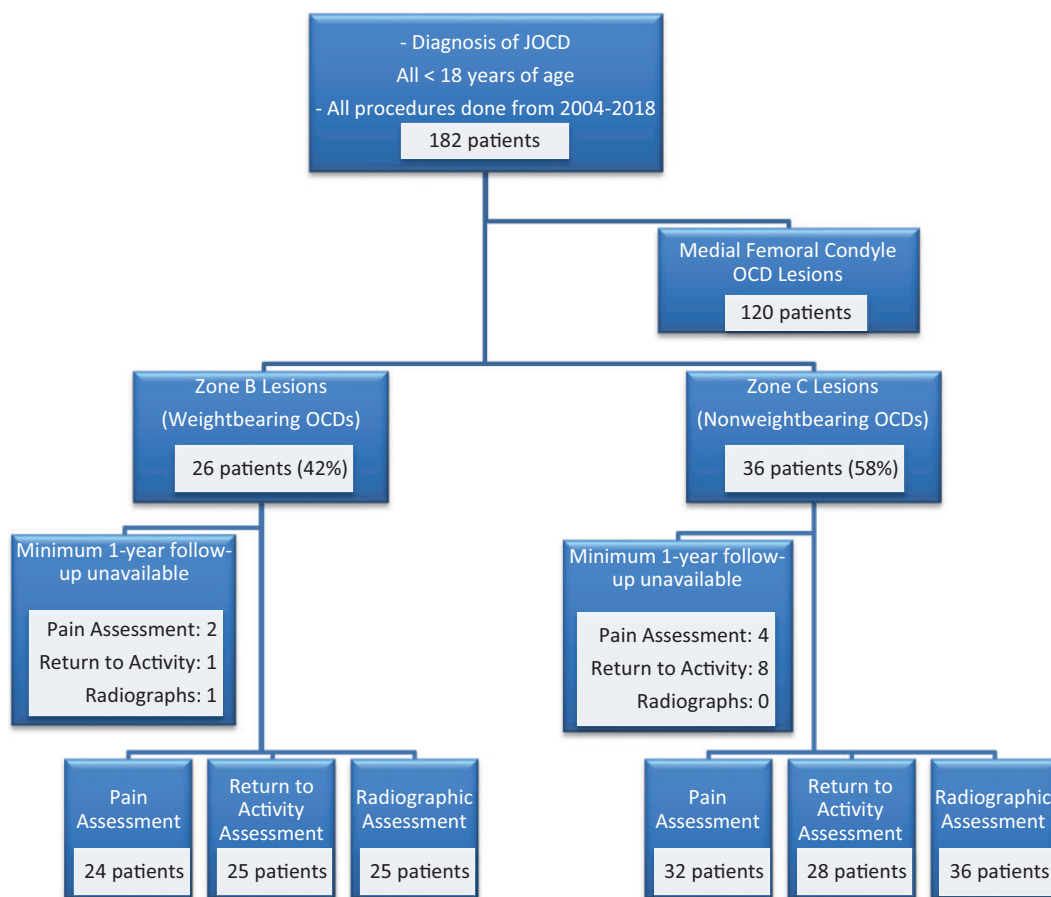 - Diagnosis of JOCD
All < 18 years of age
- All procedures done from 2004-2018
182 patients
Medial Femoral Condyle
OCD Lesions
120 patients
Zone B Lesions
(Weightbearing OCDs)
26 patients (42%)
Zone C Lesions
(Nonweightbearing OCDs)
36 patients (58%)
Minimum 1-year follow-
up unavailable
Pain Assessment: 2
Return to Activity: 1
Radiographs: 1
Minimum 1-year follow-
up unavailable
Pain Assessment: 4
Return to Activity: 8
Radiographs: 0
Pain
Assessment
24 patients
Return to
Activity
Assessment
25 patients
Radiographic
Assessment
25 patients
Pain
Assessment
32 patients
Return to
Activity
Assessment
28 patients
Radiographic
Assessment
36 patients